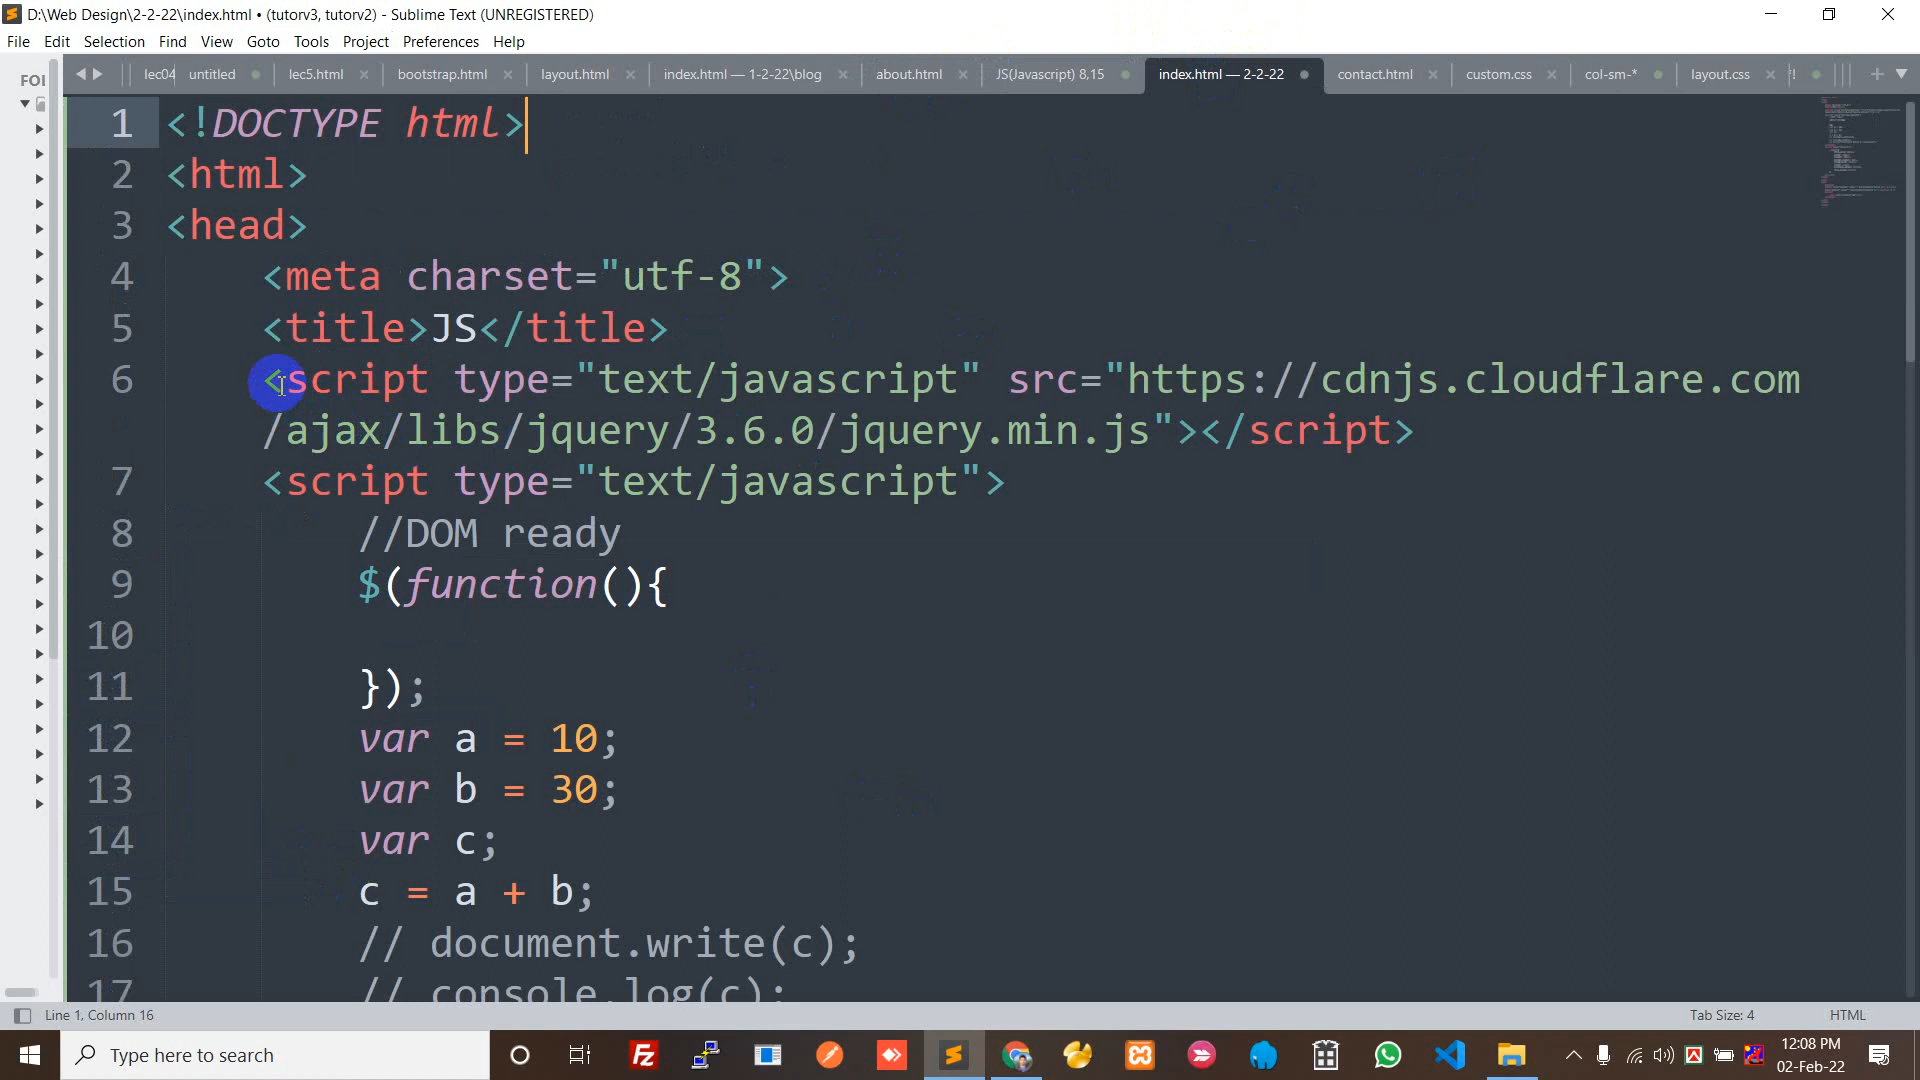 D:\Web Design\2-2-22\index.html • (tutorv3, tutorv2) - Sublime Text (UNREGISTERED)
File Edit Selection Find View Goto Tools Project Preferences Help
FOI
lec04 untitled lec5.html bootstrap.html layout.html index.html — 1-2-22\blog about.html JS(Javascript) 8,15 index.html — 2-2-22 contact.html custom.css col-sm-* layout.css
1 <!DOCTYPE html>
2 <html>
3 <head>
4 <meta charset="utf-8">
5 <title>JS</title>
6 <script type="text/javascript" src="https://cdnjs.cloudflare.com
/ajax/libs/jquery/3.6.0/jquery.min.js"></script>
7 <script type="text/javascript">
8 //DOM ready
9 $(function(){
10
11 });
12 var a = 10;
13 var b = 30;
14 var c;
15 c = a + b;
16 // document.write(c);
17 // console.log(c);
Line 1, Column 16 Tab Size: 4 HTML
Type here to search
12:08 PM
02-Feb-22